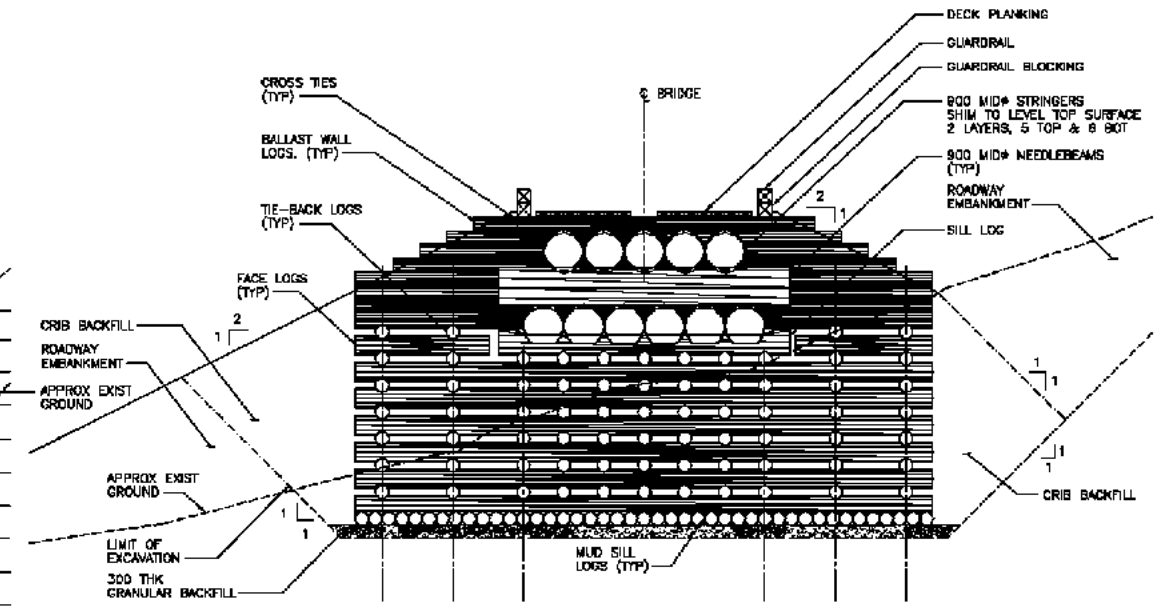 DECK PLANKING
GUARDRAIL
GUARDRAIL BLOCKING
CROSS TIES
(TYP)
℄ BRIDGE
900 MIDΦ STRINGERS
SHIM TO LEVEL TOP SURFACE
2 LAYERS, 5 TOP & 6 BOT
BALLAST WALL
LOGS. (TYP)
900 MIDΦ NEEDLEBEAMS
(TYP)
ROADWAY
EMBANKMENT
2
1
TIE-BACK LOGS
(TYP)
SILL LOG
FACE LOGS
(TYP)
CRIB BACKFILL
2
1
ROADWAY
EMBANKMENT
APPROX EXIST
GROUND
1
1
1
1
APPROX EXIST
GROUND
CRIB BACKFILL
1
1
LIMIT OF
EXCAVATION
MUD SILL
LOGS (TYP)
300 THK
GRANULAR BACKFILL